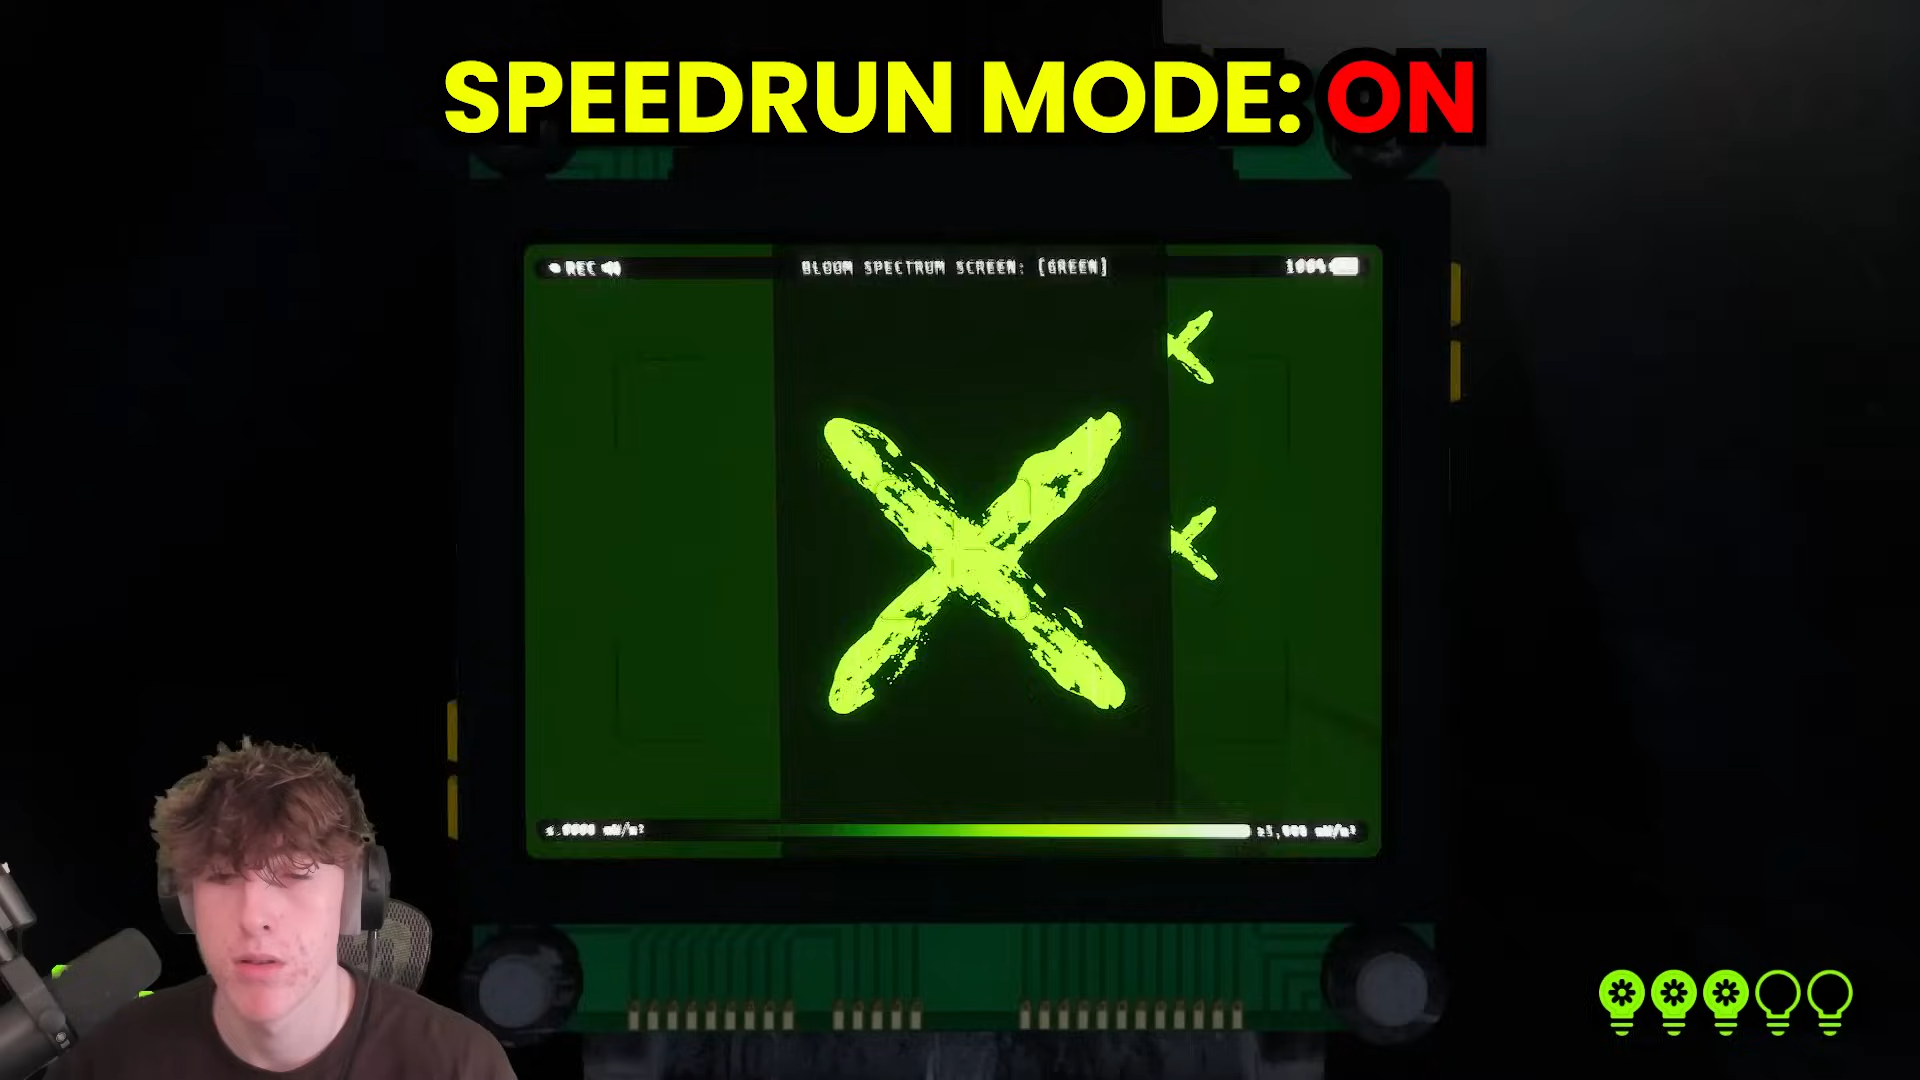 SPEEDRUN MODE: ON
REC
BLOOM SPECTRUM SCREEN: [GREEN]
100%